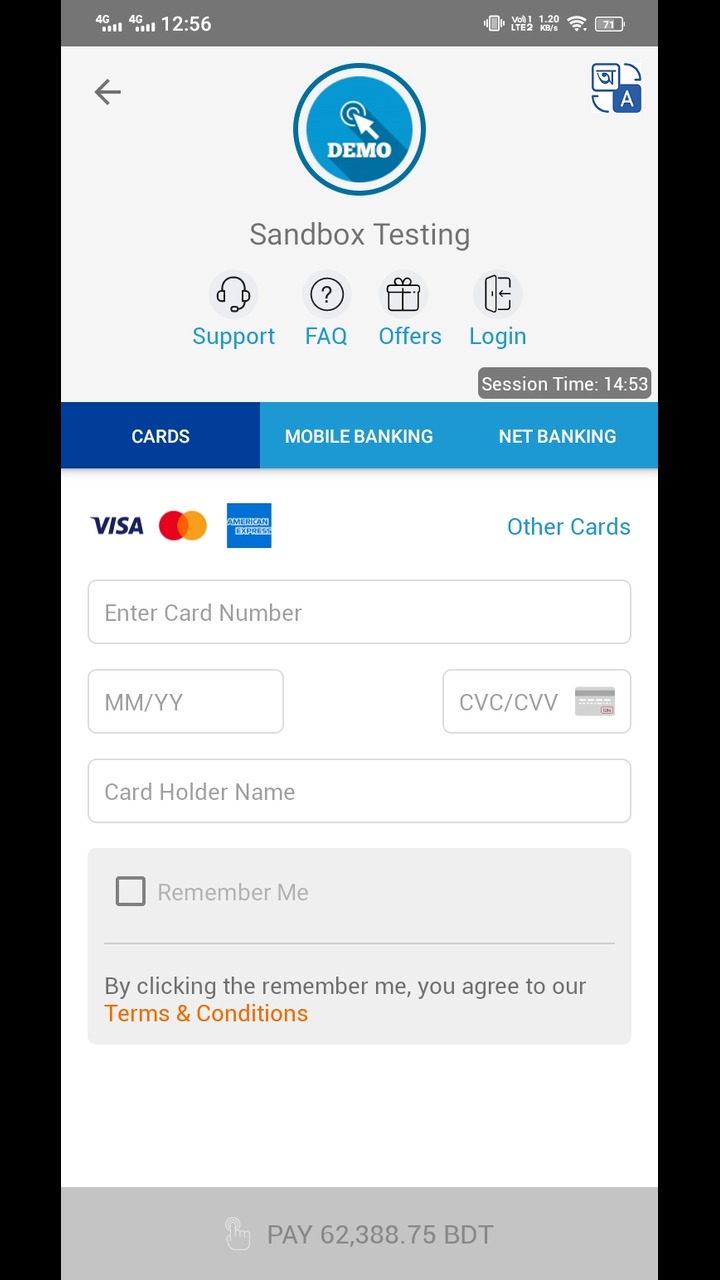 4G 4G 12:56 Vo) 1 LTE2 1.20 KB/s 71
অ A
DEMO
Sandbox Testing
?
Support FAQ Offers Login
Session Time: 14:53
CARDS MOBILE BANKING NET BANKING
VISA AMERICAN EXPRESS Other Cards
Enter Card Number
MM/YY CVC/CVV
Card Holder Name
Remember Me
By clicking the remember me, you agree to our
Terms & Conditions
PAY 62,388.75 BDT